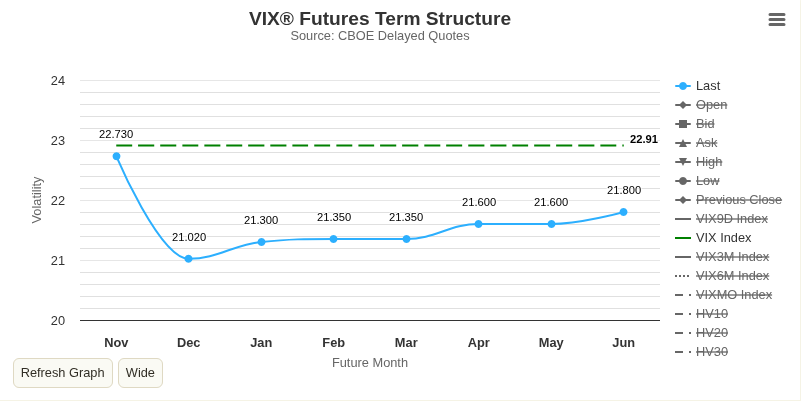 VIX® Futures Term Structure
Source: CBOE Delayed Quotes
Volatility
24
23
22
21
20
22.730
21.020
21.300
21.350
21.350
21.600
21.600
21.800
22.91
Nov Dec Jan Feb Mar Apr May Jun
Future Month
Last
Open
Bid
Ask
High
Low
Previous Close
VIX9D Index
VIX Index
VIX3M Index
VIX6M Index
VIXMO Index
HV10
HV20
HV30
Refresh Graph Wide